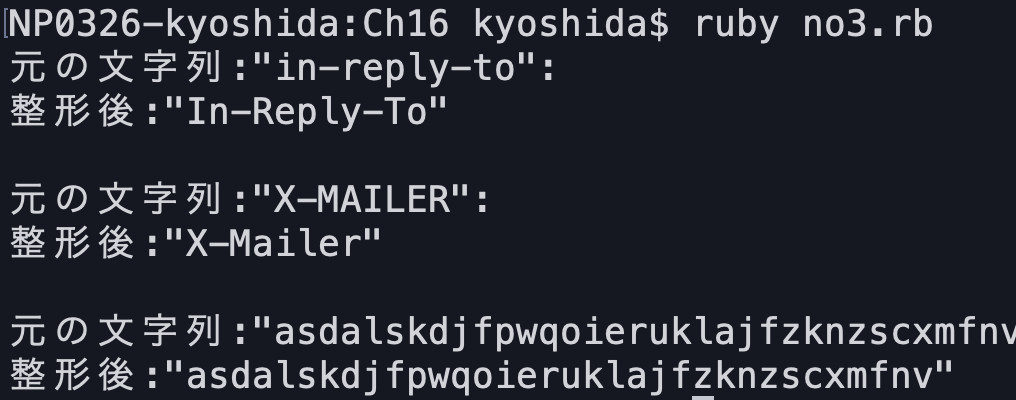 NP0326-kyoshida:Ch16 kyoshida$ ruby no3.rb
元の文字列:"in-reply-to":
整形後:"In-Reply-To"
元の文字列:"X-MAILER":
整形後:"X-Mailer"
元の文字列:"asdalskdjfpwqoieruklajfzknzscxmfnv
整形後:"asdalskdjfpwqoieruklajfzknzscxmfnv"